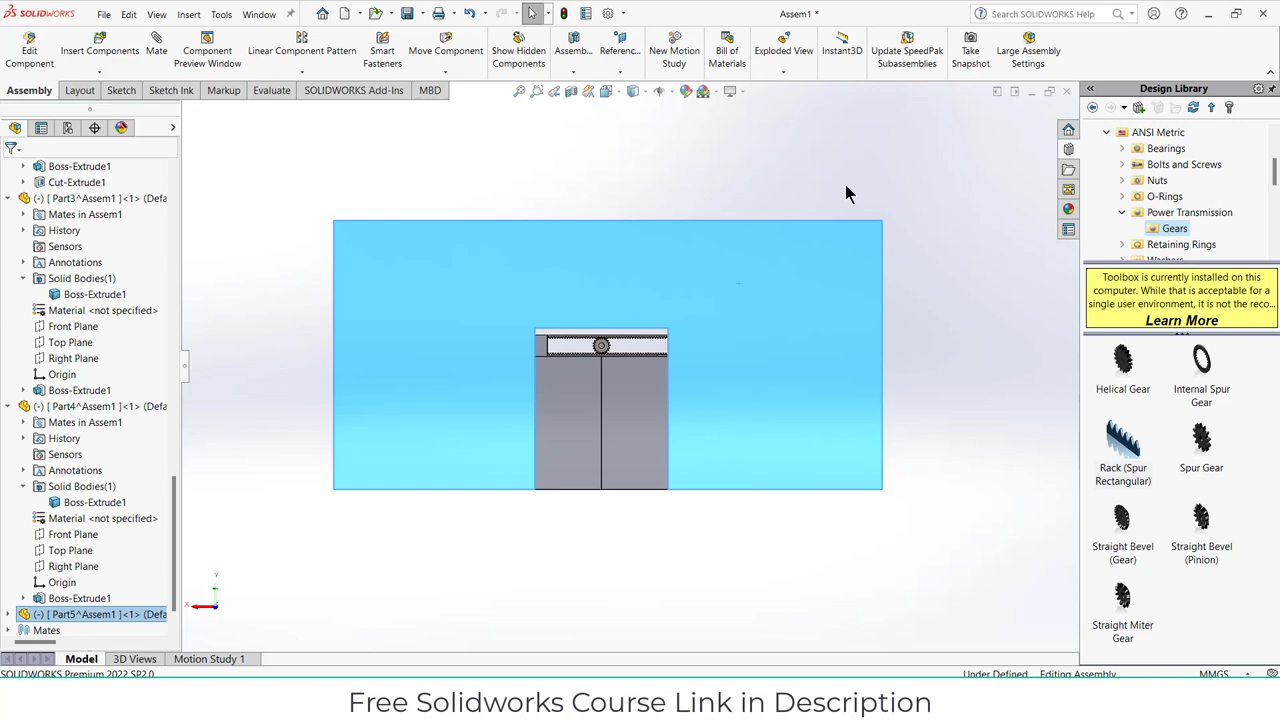 SOLIDWORKS File Edit View Insert Tools Window Assem1 * Search SOLIDWORKS Help
Edit Component Insert Components Mate Component Preview Window Linear Component Pattern Smart Fasteners Move Component Show Hidden Components Assemb... Referenc... New Motion Study Bill of Materials Exploded View Instant3D Update SpeedPak Subassemblies Take Snapshot Large Assembly Settings
Assembly Layout Sketch Sketch Ink Markup Evaluate SOLIDWORKS Add-Ins MBD
Boss-Extrude1
Cut-Extrude1
(-) [ Part3^Assem1 ]<1> (Defa
Mates in Assem1
History
Sensors
Annotations
Solid Bodies(1)
Boss-Extrude1
Material <not specified>
Front Plane
Top Plane
Right Plane
Origin
Boss-Extrude1
(-) [ Part4^Assem1 ]<1> (Defa
Mates in Assem1
History
Sensors
Annotations
Solid Bodies(1)
Boss-Extrude1
Material <not specified>
Front Plane
Top Plane
Right Plane
Origin
Boss-Extrude1
(-) [ Part5^Assem1 ]<1> (Defa
Mates
Y
X
Design Library
ANSI Metric
Bearings
Bolts and Screws
Nuts
O-Rings
Power Transmission
Gears
Retaining Rings
Washers
Toolbox is currently installed on this
computer. While that is acceptable for a
single user environment, it is not the reco...
Learn More
Helical Gear
Internal Spur Gear
Rack (Spur Rectangular)
Spur Gear
Straight Bevel (Gear)
Straight Bevel (Pinion)
Straight Miter Gear
Model 3D Views Motion Study 1
SOLIDWORKS Premium 2022 SP2.0 Under Defined Editing Assembly MMGS
Free Solidworks Course Link in Description